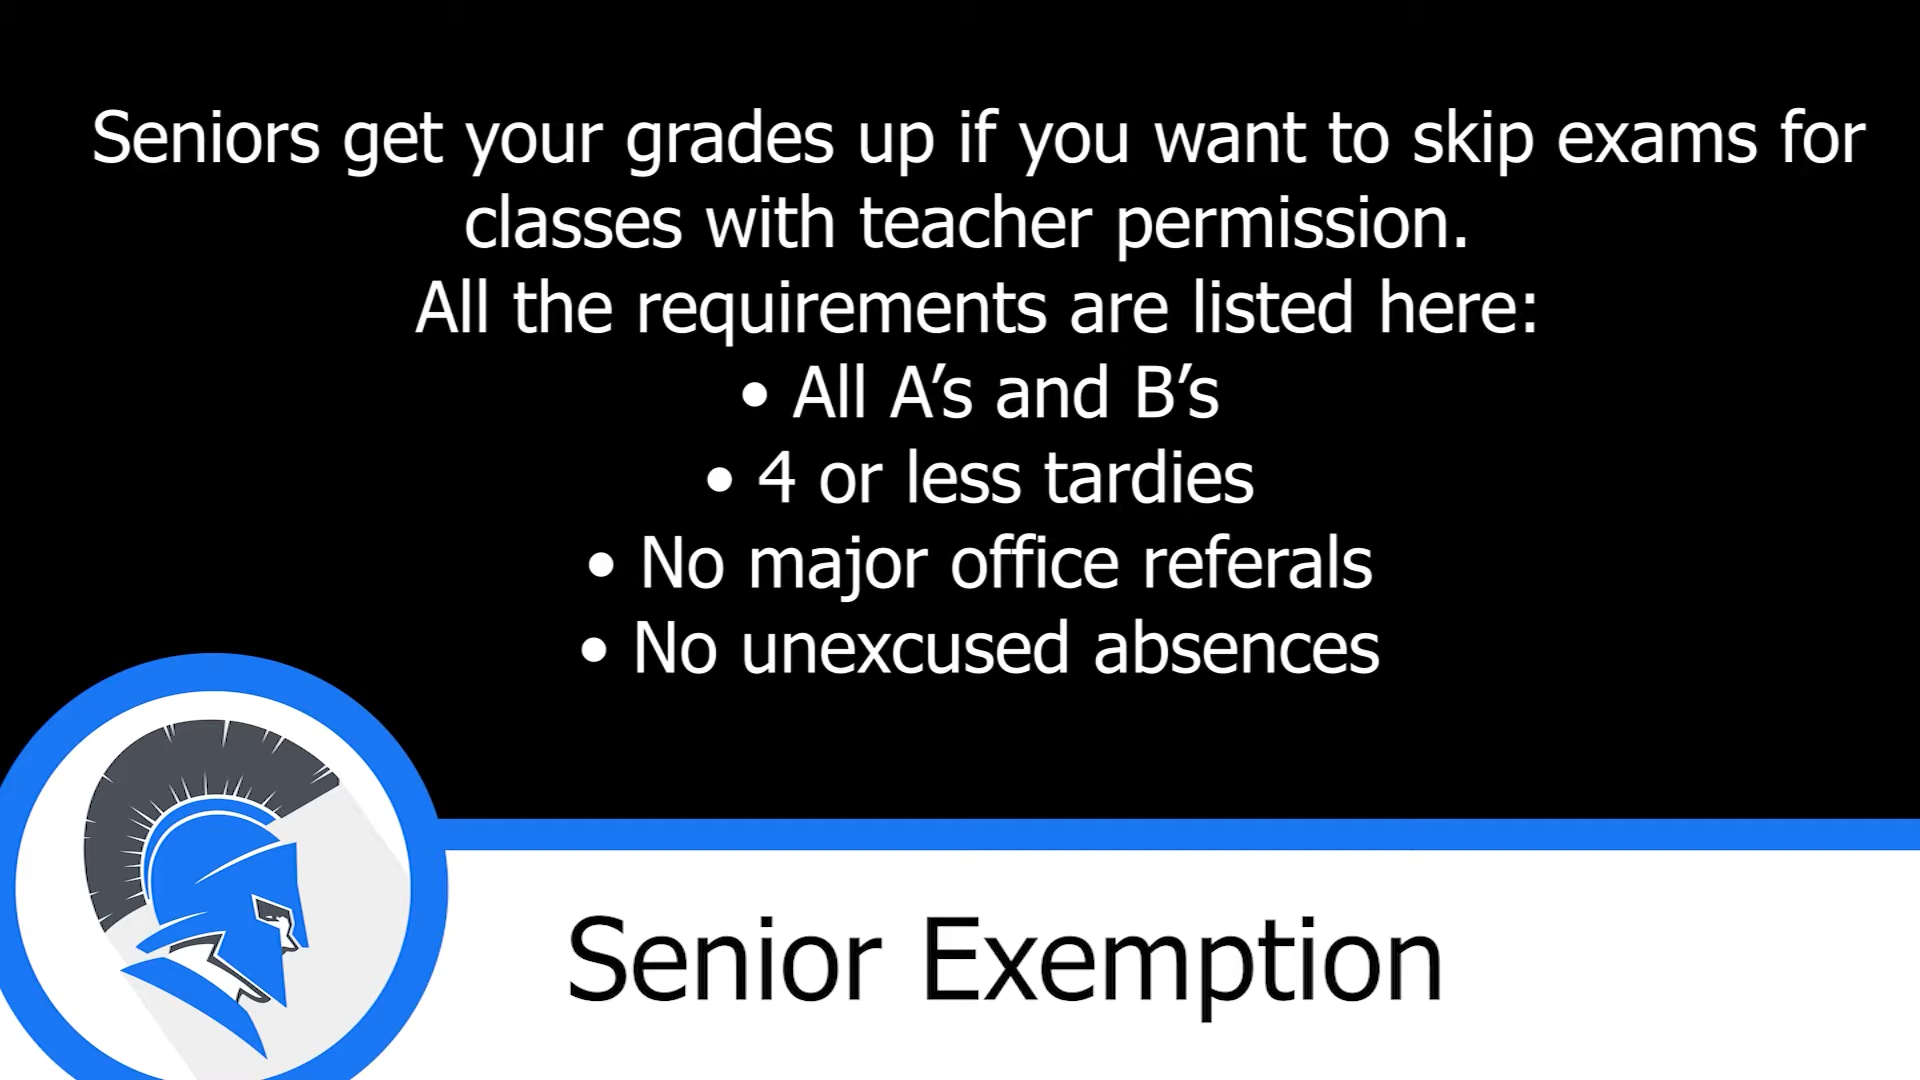 Seniors get your grades up if you want to skip exams for
classes with teacher permission.
All the requirements are listed here:
• All A’s and B’s
• 4 or less tardies
• No major office referals
• No unexcused absences
Senior Exemption